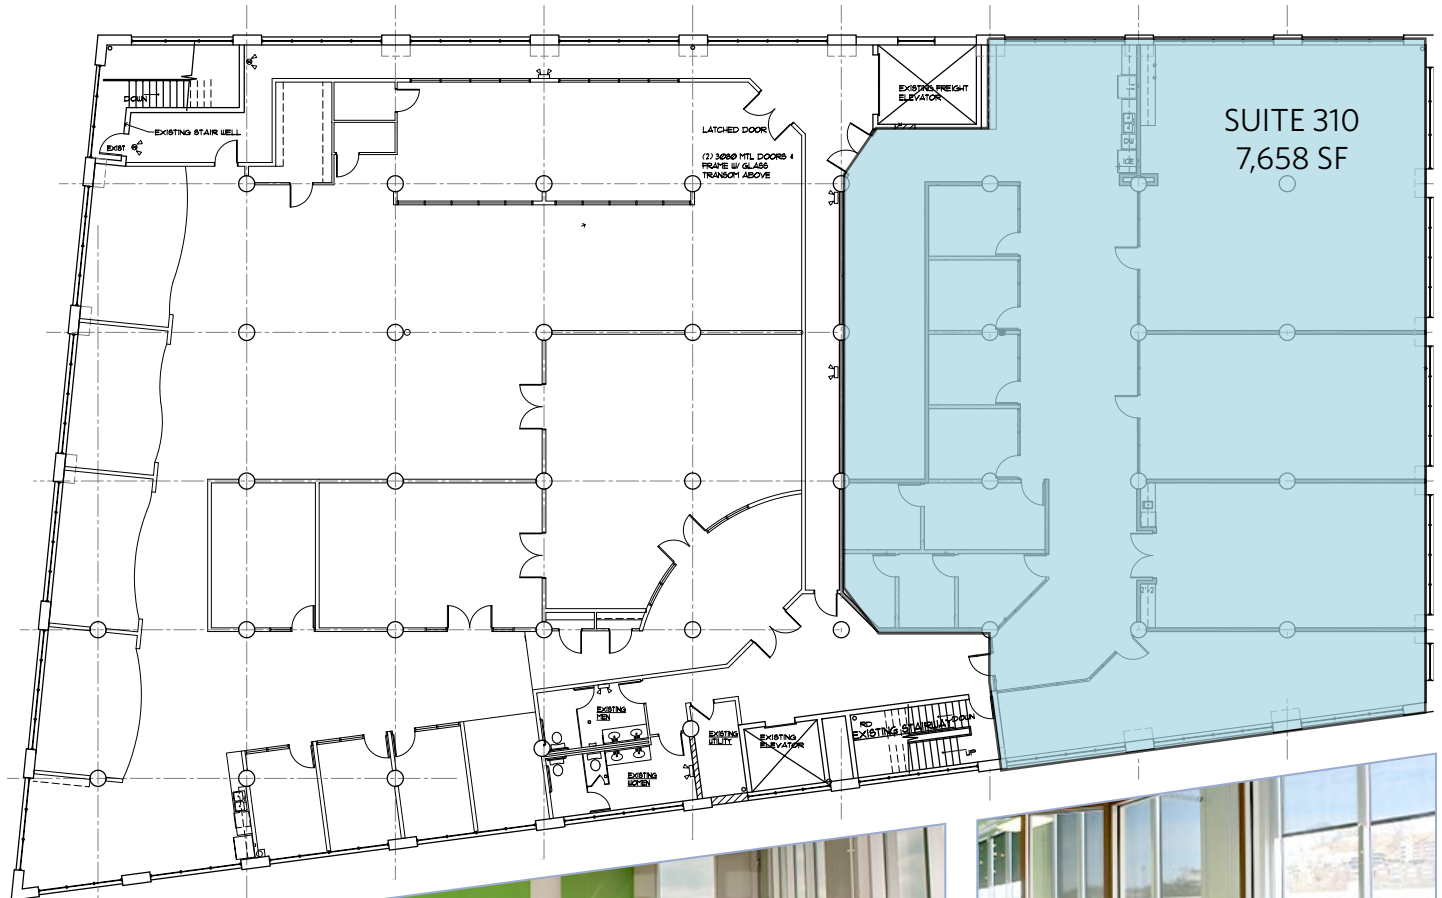 DOWN
EXISTING STAIR WELL
EXIST
LATCHED DOOR
(2) 3080 MTL DOORS &
FRAME W/ GLASS
TRANSOM ABOVE
EXISTING FREIGHT
ELEVATOR
SUITE 310
7,658 SF
EXISTING
MEN
EXISTING
WOMEN
EXISTING
UTILITY
EXISTING
ELEVATOR
RD
EXISTING STAIRWAY
DOWN
UP